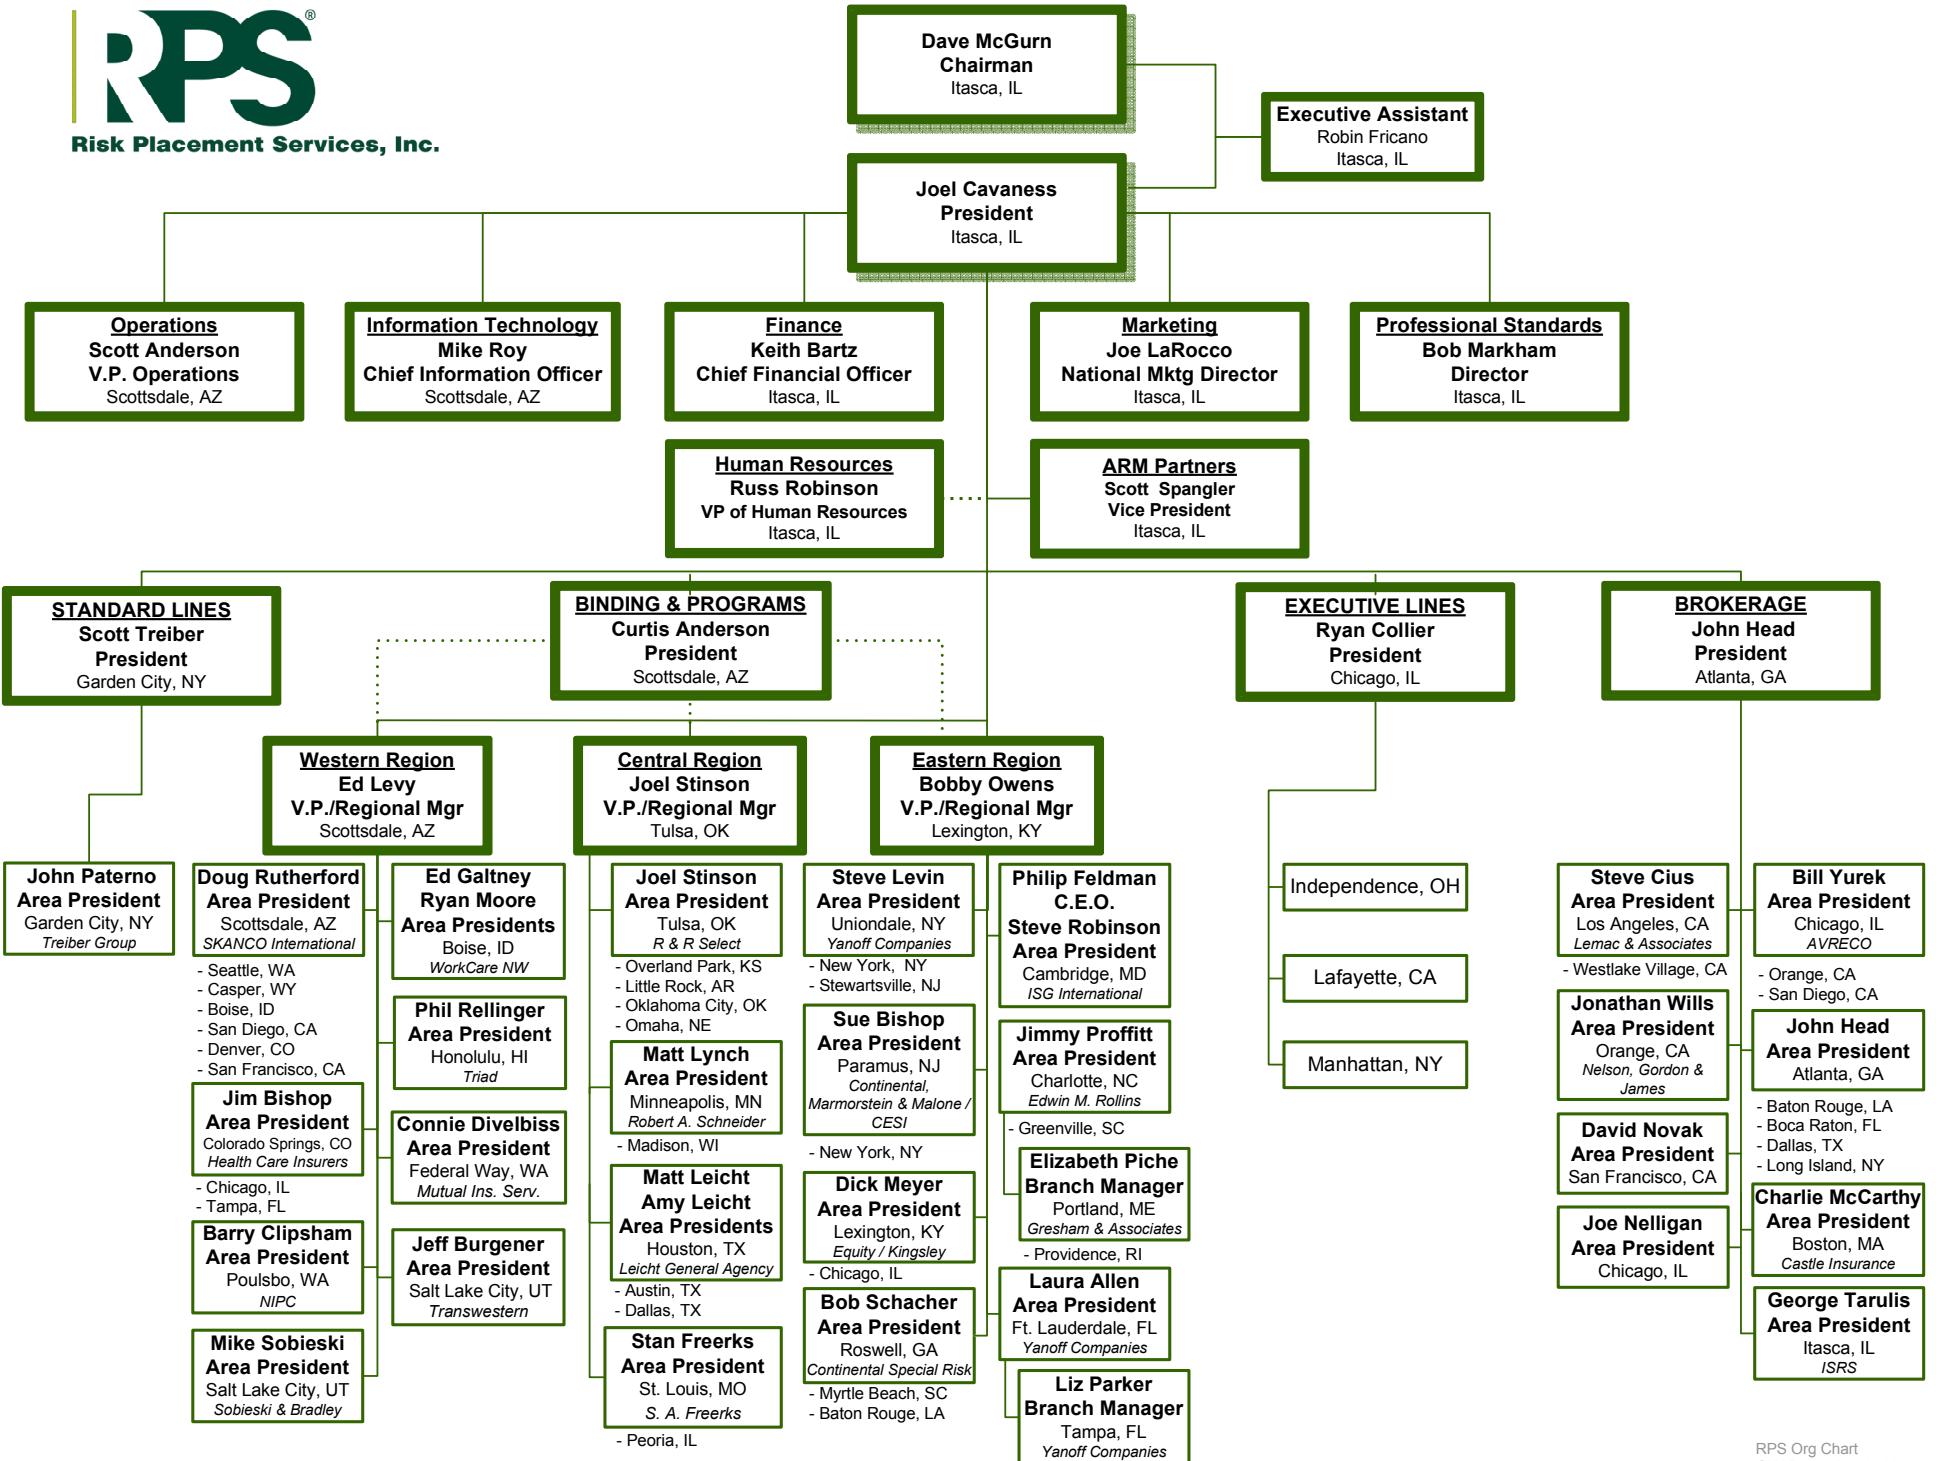 RPS®
Risk Placement Services, Inc.
Dave McGurn
Chairman
Itasca, IL
Executive Assistant
Robin Fricano
Itasca, IL
Joel Cavaness
President
Itasca, IL
Operations
Scott Anderson
V.P. Operations
Scottsdale, AZ
Information Technology
Mike Roy
Chief Information Officer
Scottsdale, AZ
Finance
Keith Bartz
Chief Financial Officer
Itasca, IL
Marketing
Joe LaRocco
National Mktg Director
Itasca, IL
Professional Standards
Bob Markham
Director
Itasca, IL
Human Resources
Russ Robinson
VP of Human Resources
Itasca, IL
ARM Partners
Scott Spangler
Vice President
Itasca, IL
STANDARD LINES
Scott Treiber
President
Garden City, NY
BINDING & PROGRAMS
Curtis Anderson
President
Scottsdale, AZ
EXECUTIVE LINES
Ryan Collier
President
Chicago, IL
BROKERAGE
John Head
President
Atlanta, GA
Western Region
Ed Levy
V.P./Regional Mgr
Scottsdale, AZ
Central Region
Joel Stinson
V.P./Regional Mgr
Tulsa, OK
Eastern Region
Bobby Owens
V.P./Regional Mgr
Lexington, KY
John Paterno
Area President
Garden City, NY
Treiber Group
Doug Rutherford
Area President
Scottsdale, AZ
SKANCO International
- Seattle, WA
- Casper, WY
- Boise, ID
- San Diego, CA
- Denver, CO
- San Francisco, CA
Jim Bishop
Area President
Colorado Springs, CO
Health Care Insurers
- Chicago, IL
- Tampa, FL
Barry Clipsham
Area President
Poulsbo, WA
NIPC
Mike Sobieski
Area President
Salt Lake City, UT
Sobieski & Bradley
Ed Galtney
Ryan Moore
Area Presidents
Boise, ID
WorkCare NW
Phil Rellinger
Area President
Honolulu, HI
Triad
Connie Divelbiss
Area President
Federal Way, WA
Mutual Ins. Serv.
Jeff Burgener
Area President
Salt Lake City, UT
Transwestern
Joel Stinson
Area President
Tulsa, OK
R & R Select
- Overland Park, KS
- Little Rock, AR
- Oklahoma City, OK
- Omaha, NE
Matt Lynch
Area President
Minneapolis, MN
Robert A. Schneider
- Madison, WI
Matt Leicht
Amy Leicht
Area Presidents
Houston, TX
Leicht General Agency
- Austin, TX
- Dallas, TX
Stan Freerks
Area President
St. Louis, MO
S. A. Freerks
- Peoria, IL
Steve Levin
Area President
Uniondale, NY
Yanoff Companies
- New York, NY
- Stewartsville, NJ
Sue Bishop
Area President
Paramus, NJ
Continental,
Marmorstein & Malone /
CESI
- New York, NY
Dick Meyer
Area President
Lexington, KY
Equity / Kingsley
- Chicago, IL
Bob Schacher
Area President
Roswell, GA
Continental Special Risk
- Myrtle Beach, SC
- Baton Rouge, LA
Philip Feldman
C.E.O.
Steve Robinson
Area President
Cambridge, MD
ISG International
Jimmy Proffitt
Area President
Charlotte, NC
Edwin M. Rollins
- Greenville, SC
Elizabeth Piche
Branch Manager
Portland, ME
Gresham & Associates
- Providence, RI
Laura Allen
Area President
Ft. Lauderdale, FL
Yanoff Companies
Liz Parker
Branch Manager
Tampa, FL
Yanoff Companies
Independence, OH
Lafayette, CA
Manhattan, NY
Steve Cius
Area President
Los Angeles, CA
Lemac & Associates
- Westlake Village, CA
Jonathan Wills
Area President
Orange, CA
Nelson, Gordon &
James
David Novak
Area President
San Francisco, CA
Joe Nelligan
Area President
Chicago, IL
Bill Yurek
Area President
Chicago, IL
AVRECO
- Orange, CA
- San Diego, CA
John Head
Area President
Atlanta, GA
- Baton Rouge, LA
- Boca Raton, FL
- Dallas, TX
- Long Island, NY
Charlie McCarthy
Area President
Boston, MA
Castle Insurance
George Tarulis
Area President
Itasca, IL
ISRS
RPS Org Chart